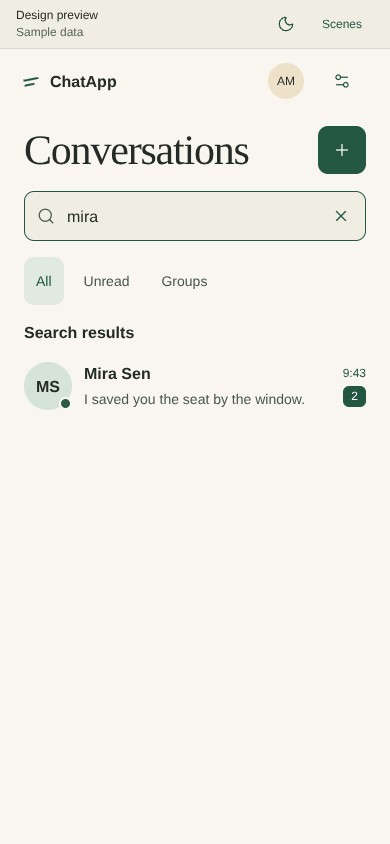 Design preview
Sample data
Scenes
ChatApp
AM
Conversations
mira
All
Unread
Groups
Search results
MS
Mira Sen
9:43
I saved you the seat by the window.
2